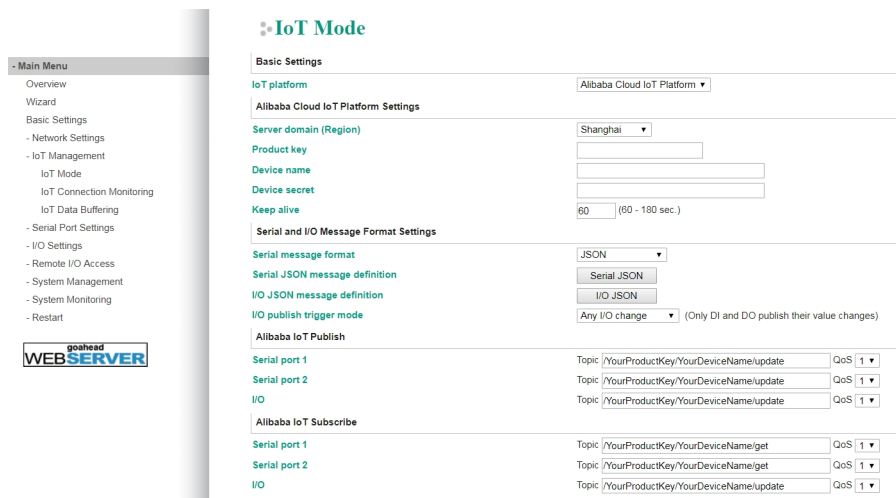 IoT Mode
- Main Menu
Overview
Wizard
Basic Settings
- Network Settings
- IoT Management
IoT Mode
IoT Connection Monitoring
IoT Data Buffering
- Serial Port Settings
- I/O Settings
- Remote I/O Access
- System Management
- System Monitoring
- Restart
goahead
WEBSERVER
Basic Settings
IoT platform Alibaba Cloud IoT Platform
Alibaba Cloud IoT Platform Settings
Server domain (Region) Shanghai
Product key
Device name
Device secret
Keep alive 60 (60 - 180 sec.)
Serial and I/O Message Format Settings
Serial message format JSON
Serial JSON message definition Serial JSON
I/O JSON message definition I/O JSON
I/O publish trigger mode Any I/O change (Only DI and DO publish their value changes)
Alibaba IoT Publish
Serial port 1 Topic /YourProductKey/YourDeviceName/update QoS 1
Serial port 2 Topic /YourProductKey/YourDeviceName/update QoS 1
I/O Topic /YourProductKey/YourDeviceName/update QoS 1
Alibaba IoT Subscribe
Serial port 1 Topic /YourProductKey/YourDeviceName/get QoS 1
Serial port 2 Topic /YourProductKey/YourDeviceName/get QoS 1
I/O Topic /YourProductKey/YourDeviceName/update QoS 1